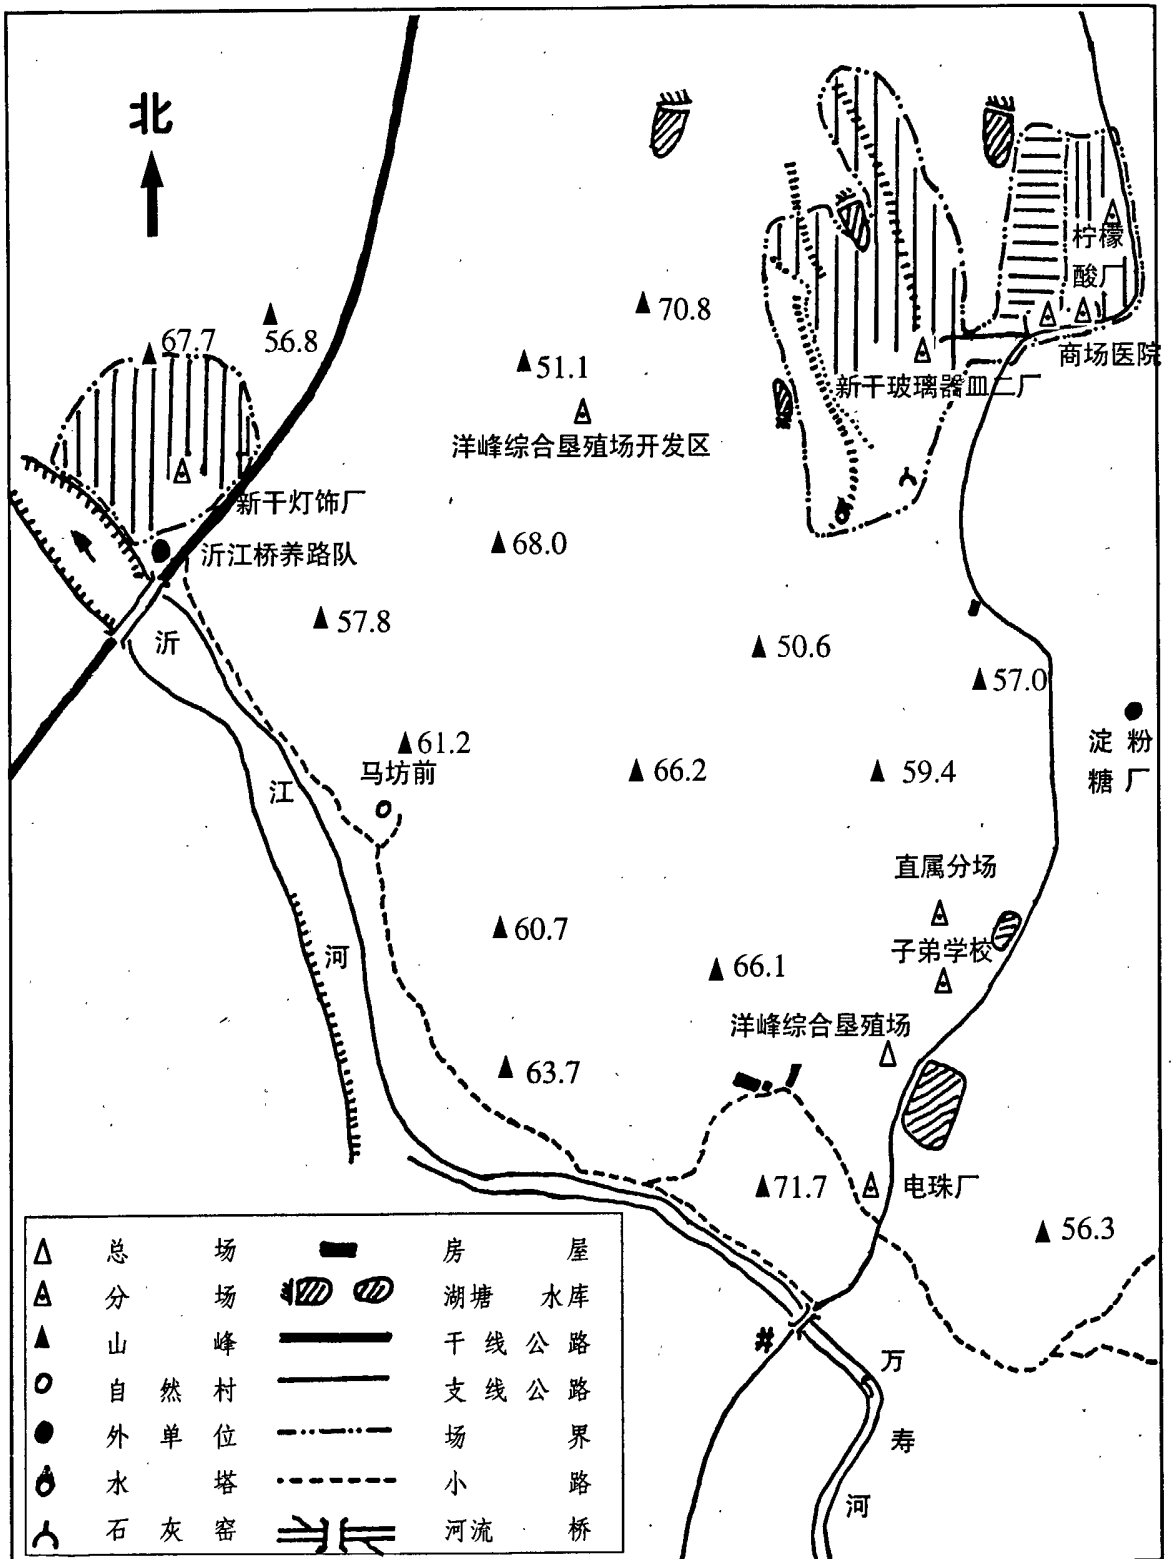 北
67.7
56.8
70.8
51.1
洋峰综合垦殖场开发区
柠檬
酸厂
商场医院
新干玻璃器皿二厂
新干灯饰厂
沂江桥养路队
68.0
57.8
50.6
57.0
沂
江
河
61.2
马坊前
66.2
59.4
淀粉
糖厂
直属分场
子弟学校
60.7
66.1
洋峰综合垦殖场
63.7
71.7
电珠厂
56.3
井
万
寿
河
总场 房屋
分场 湖塘 水库
山峰 干线公路
自然村 支线公路
外单位 场界
水塔 小路
石灰窑 河流 桥